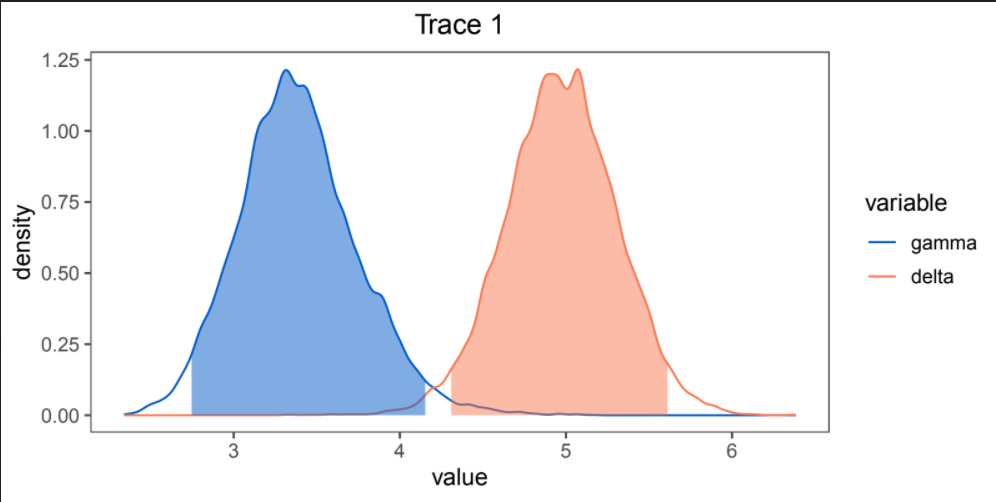 Trace 1
1.25
1.00
0.75
0.50
0.25
0.00
density
3 4 5 6
value
variable
gamma
delta